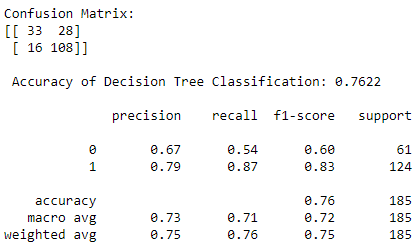 Confusion Matrix:
[[ 33  28]
 [ 16 108]]
Accuracy of Decision Tree Classification: 0.7622
precision recall f1-score support
0 0.67 0.54 0.60 61
1 0.79 0.87 0.83 124
accuracy 0.76 185
macro avg 0.73 0.71 0.72 185
weighted avg 0.75 0.76 0.75 185